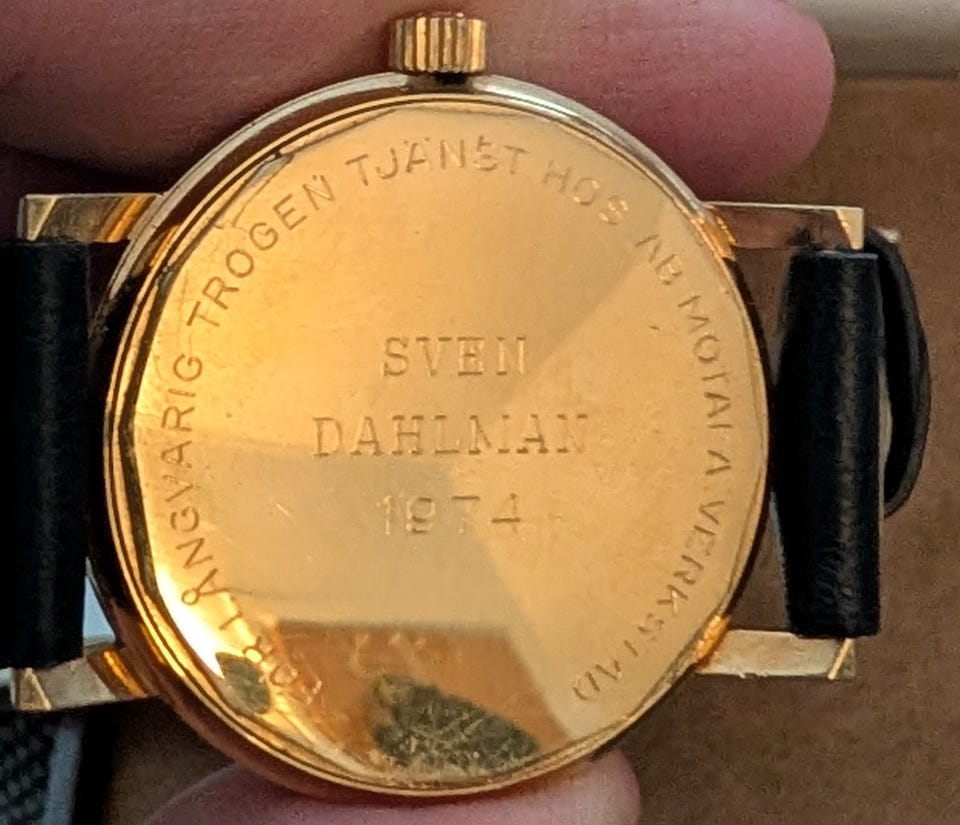 FÖR LÅNGVARIG TROGEN TJÄNST HOS AB MOTALA VERKSTAD
SVEN
DAHLMAN
1974